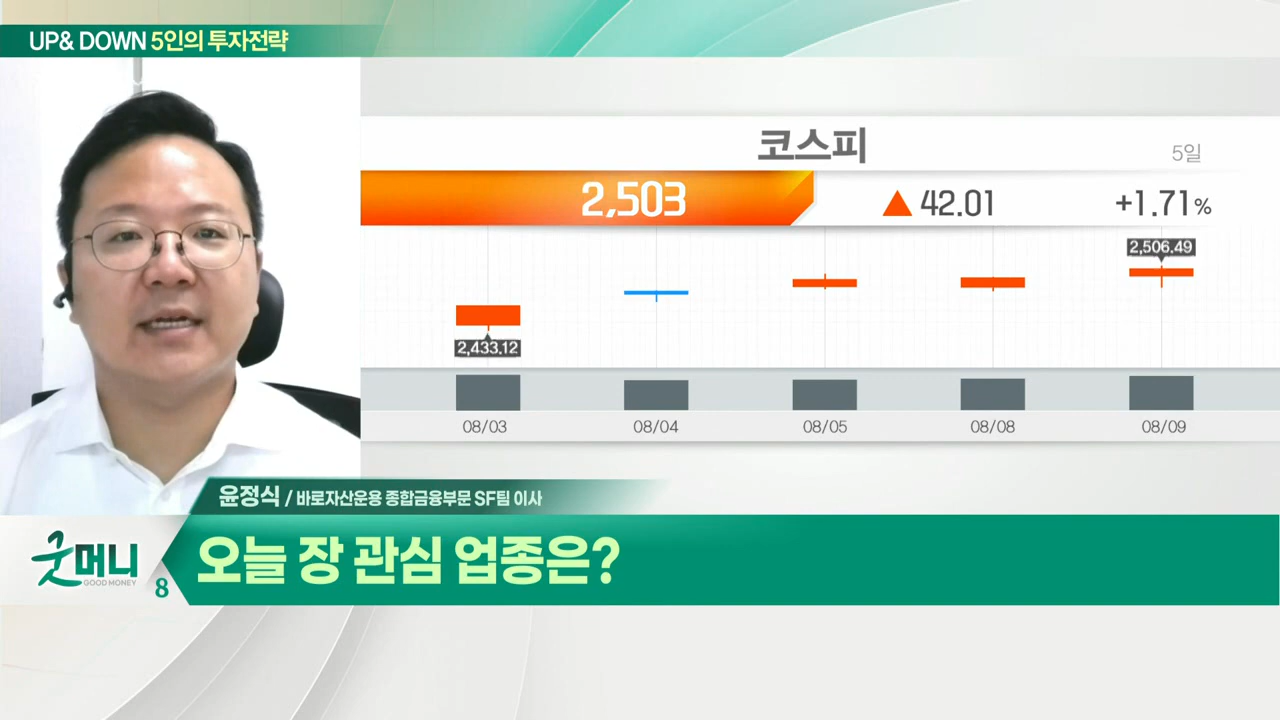 UP& DOWN 5인의 투자전략
코스피
5일
2,503 ▲ 42.01 +1.71%
2,506.49
2,433.12
08/03 08/04 08/05 08/08 08/09
윤정식 / 바로자산운용 종합금융부문 SF팀 이사
굿머니
GOOD MONEY
8
오늘 장 관심 업종은?